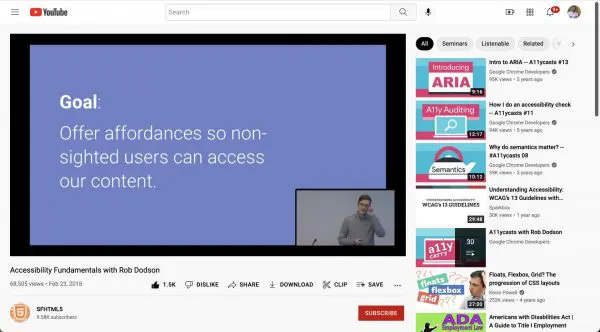 YouTube
Search
9+
Goal:
Offer affordances so non-
sighted users can access
our content.
Accessibility Fundamentals with Rob Dodson
68,505 views • Feb 23, 2018
1.5K
DISLIKE
SHARE
DOWNLOAD
CLIP
SAVE
SFHTML5
9.58K subscribers
SUBSCRIBE
All
Seminars
Listenable
Related
Introducing
ARIA
9:16
Intro to ARIA -- A11ycasts #13
Google Chrome Developers
95K views • 5 years ago
A11y Auditing
12:17
How I do an accessibility check
-- A11ycasts #11
Google Chrome Developers
94K views • 5 years ago
Semantics
10:12
Why do semantics matter? --
#A11ycasts 08
Google Chrome Developers
59K views • 5 years ago
UNDERSTANDING ACCESSIBILITY
WCAG's 13 GUIDELINES
29:48
Understanding Accessibility:
WCAG's 13 Guidelines with...
Sparkbox
30K views • 1 year ago
a11y
casts
30
A11ycasts with Rob Dodson
Google Chrome Developers
floats
flexbox
grid
27:00
Floats, Flexbox, Grid? The
progression of CSS layouts
Kevin Powell
252K views • 4 years ago
ADA
Employment Law
Americans with Disabilities Act |
A Guide to Title I Employment